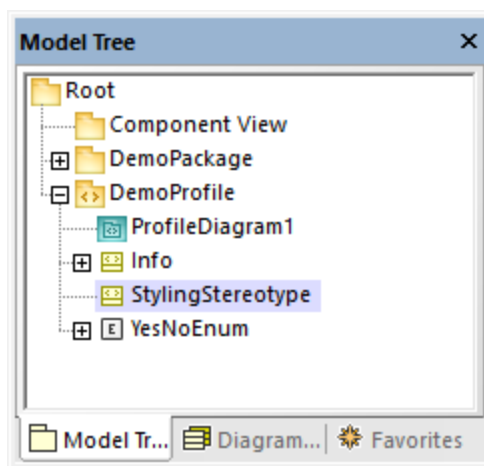 Model Tree
Root
Component View
DemoPackage
DemoProfile
ProfileDiagram1
Info
StylingStereotype
E YesNoEnum
Model Tr... Diagram... Favorites